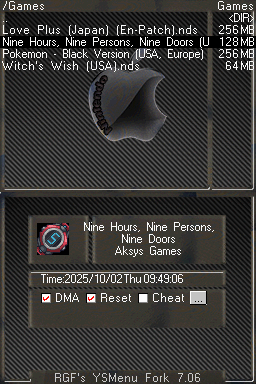 /Games Games
.. <DIR>
Love Plus (Japan) (En-Patch).nds 256MB
Nine Hours, Nine Persons, Nine Doors (U 128MB
Pokemon - Black Version (USA, Europe) 256MB
Witch's Wish (USA).nds 64MB
Nine Hours, Nine Persons,
Nine Doors
Aksys Games
Time:2025/10/02Thu09:49:06
DMA Reset Cheat ...
RGF's YSMenu Fork 7.06